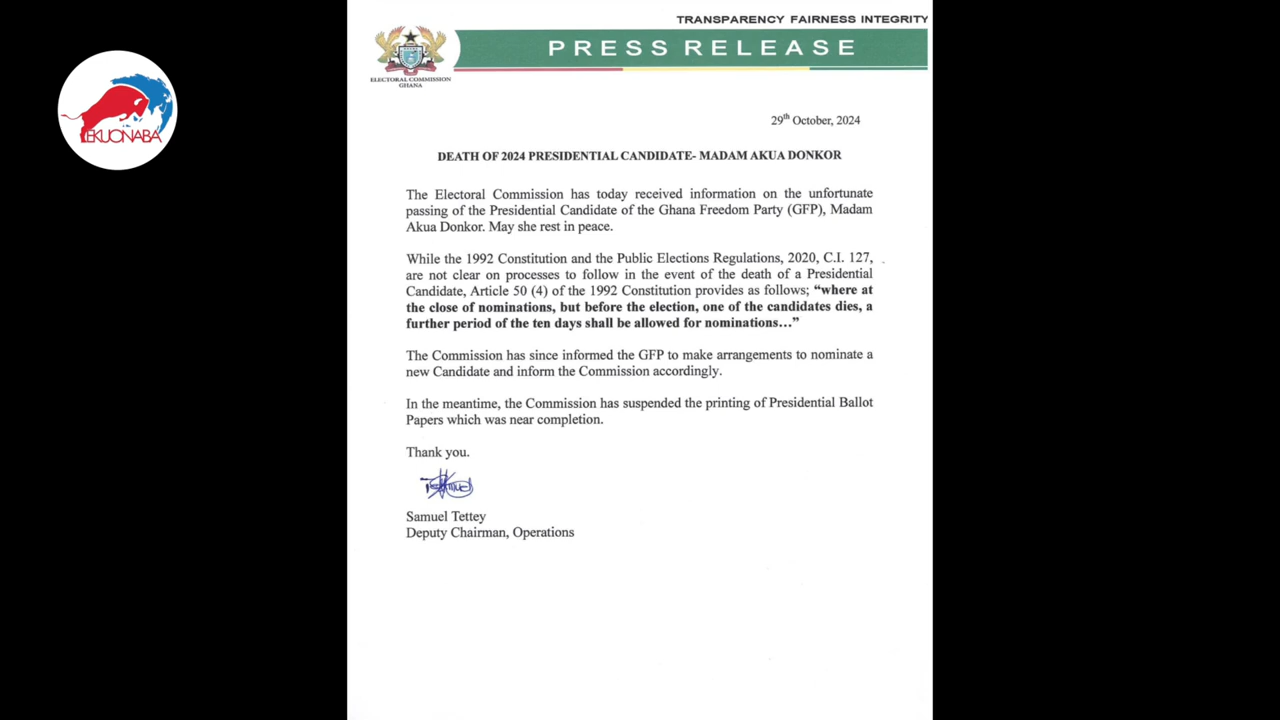 TRANSPARENCY FAIRNESS INTEGRITY
PRESS RELEASE
ELECTORAL COMMISSION
GHANA
EKUONABA
29th October, 2024
DEATH OF 2024 PRESIDENTIAL CANDIDATE- MADAM AKUA DONKOR
The Electoral Commission has today received information on the unfortunate
passing of the Presidential Candidate of the Ghana Freedom Party (GFP), Madam
Akua Donkor. May she rest in peace.
While the 1992 Constitution and the Public Elections Regulations, 2020, C.I. 127,
are not clear on processes to follow in the event of the death of a Presidential
Candidate, Article 50 (4) of the 1992 Constitution provides as follows; “where at
the close of nominations, but before the election, one of the candidates dies, a
further period of the ten days shall be allowed for nominations…”
The Commission has since informed the GFP to make arrangements to nominate a
new Candidate and inform the Commission accordingly.
In the meantime, the Commission has suspended the printing of Presidential Ballot
Papers which was near completion.
Thank you.
Samuel Tettey
Deputy Chairman, Operations